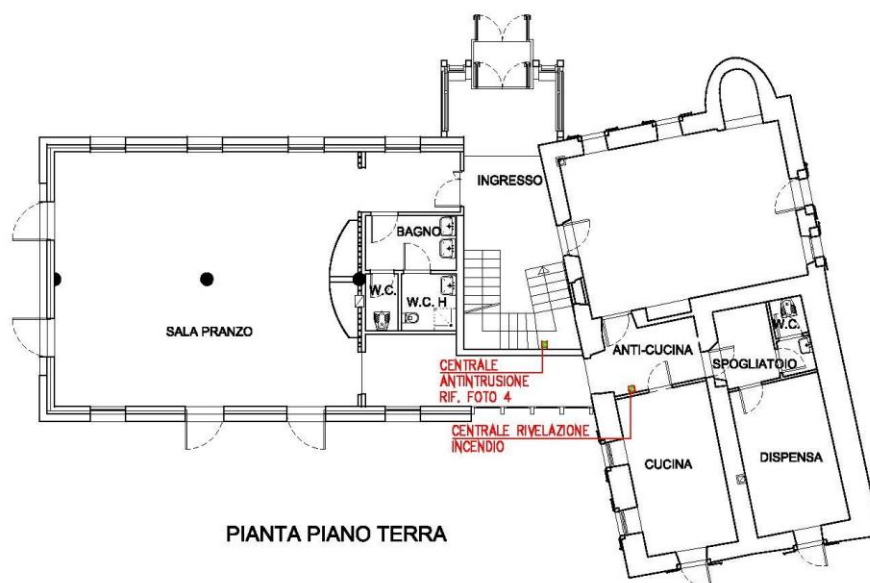 INGRESSO
BAGNO
W.C.
W.C. H
SALA PRANZO
W.C.
ANTI-CUCINA
SPOGLIATOIO
CENTRALE
ANTINTRUSIONE
RIF. FOTO 4
CENTRALE RIVELAZIONE
INCENDIO
CUCINA
DISPENSA
PIANTA PIANO TERRA